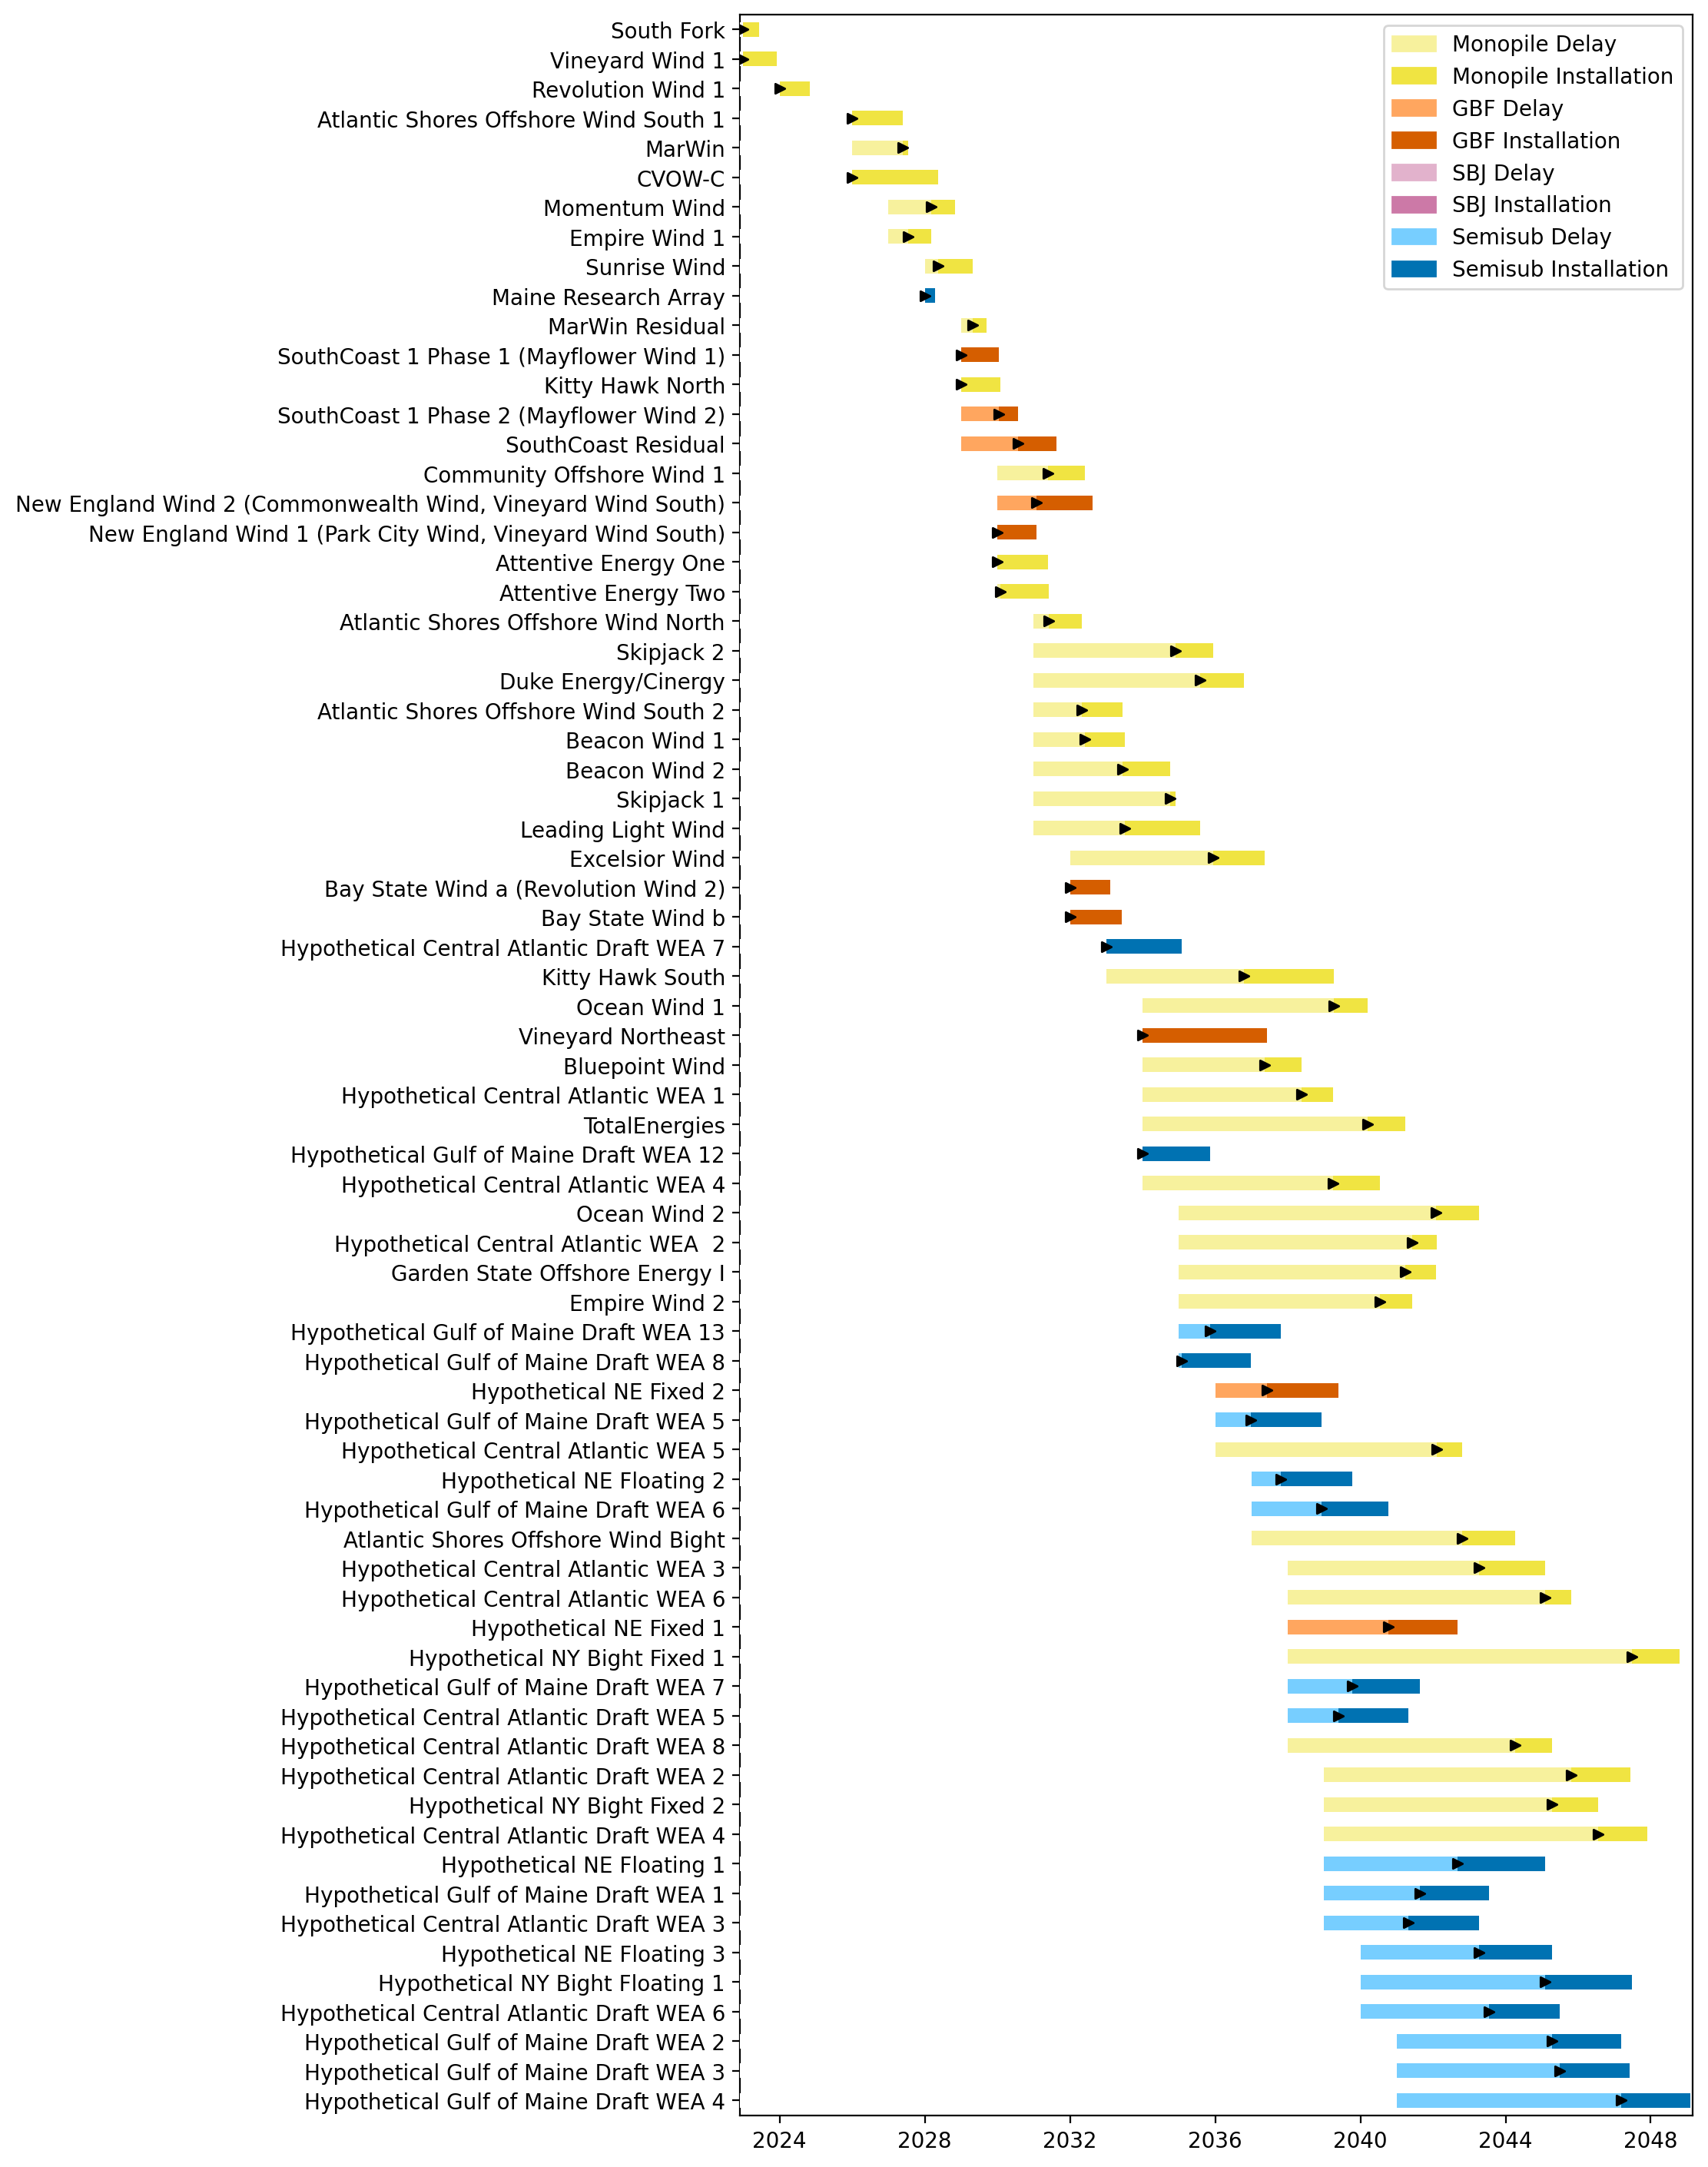 South Fork
Vineyard Wind 1
Revolution Wind 1
Atlantic Shores Offshore Wind South 1
MarWin
CVOW-C
Momentum Wind
Empire Wind 1
Sunrise Wind
Maine Research Array
MarWin Residual
SouthCoast 1 Phase 1 (Mayflower Wind 1)
Kitty Hawk North
SouthCoast 1 Phase 2 (Mayflower Wind 2)
SouthCoast Residual
Community Offshore Wind 1
New England Wind 2 (Commonwealth Wind, Vineyard Wind South)
New England Wind 1 (Park City Wind, Vineyard Wind South)
Attentive Energy One
Attentive Energy Two
Atlantic Shores Offshore Wind North
Skipjack 2
Duke Energy/Cinergy
Atlantic Shores Offshore Wind South 2
Beacon Wind 1
Beacon Wind 2
Skipjack 1
Leading Light Wind
Excelsior Wind
Bay State Wind a (Revolution Wind 2)
Bay State Wind b
Hypothetical Central Atlantic Draft WEA 7
Kitty Hawk South
Ocean Wind 1
Vineyard Northeast
Bluepoint Wind
Hypothetical Central Atlantic WEA 1
TotalEnergies
Hypothetical Gulf of Maine Draft WEA 12
Hypothetical Central Atlantic WEA 4
Ocean Wind 2
Hypothetical Central Atlantic WEA  2
Garden State Offshore Energy I
Empire Wind 2
Hypothetical Gulf of Maine Draft WEA 13
Hypothetical Gulf of Maine Draft WEA 8
Hypothetical NE Fixed 2
Hypothetical Gulf of Maine Draft WEA 5
Hypothetical Central Atlantic WEA 5
Hypothetical NE Floating 2
Hypothetical Gulf of Maine Draft WEA 6
Atlantic Shores Offshore Wind Bight
Hypothetical Central Atlantic WEA 3
Hypothetical Central Atlantic WEA 6
Hypothetical NE Fixed 1
Hypothetical NY Bight Fixed 1
Hypothetical Gulf of Maine Draft WEA 7
Hypothetical Central Atlantic Draft WEA 5
Hypothetical Central Atlantic Draft WEA 8
Hypothetical Central Atlantic Draft WEA 2
Hypothetical NY Bight Fixed 2
Hypothetical Central Atlantic Draft WEA 4
Hypothetical NE Floating 1
Hypothetical Gulf of Maine Draft WEA 1
Hypothetical Central Atlantic Draft WEA 3
Hypothetical NE Floating 3
Hypothetical NY Bight Floating 1
Hypothetical Central Atlantic Draft WEA 6
Hypothetical Gulf of Maine Draft WEA 2
Hypothetical Gulf of Maine Draft WEA 3
Hypothetical Gulf of Maine Draft WEA 4
Monopile Delay
Monopile Installation
GBF Delay
GBF Installation
SBJ Delay
SBJ Installation
Semisub Delay
Semisub Installation
2024 2028 2032 2036 2040 2044 2048